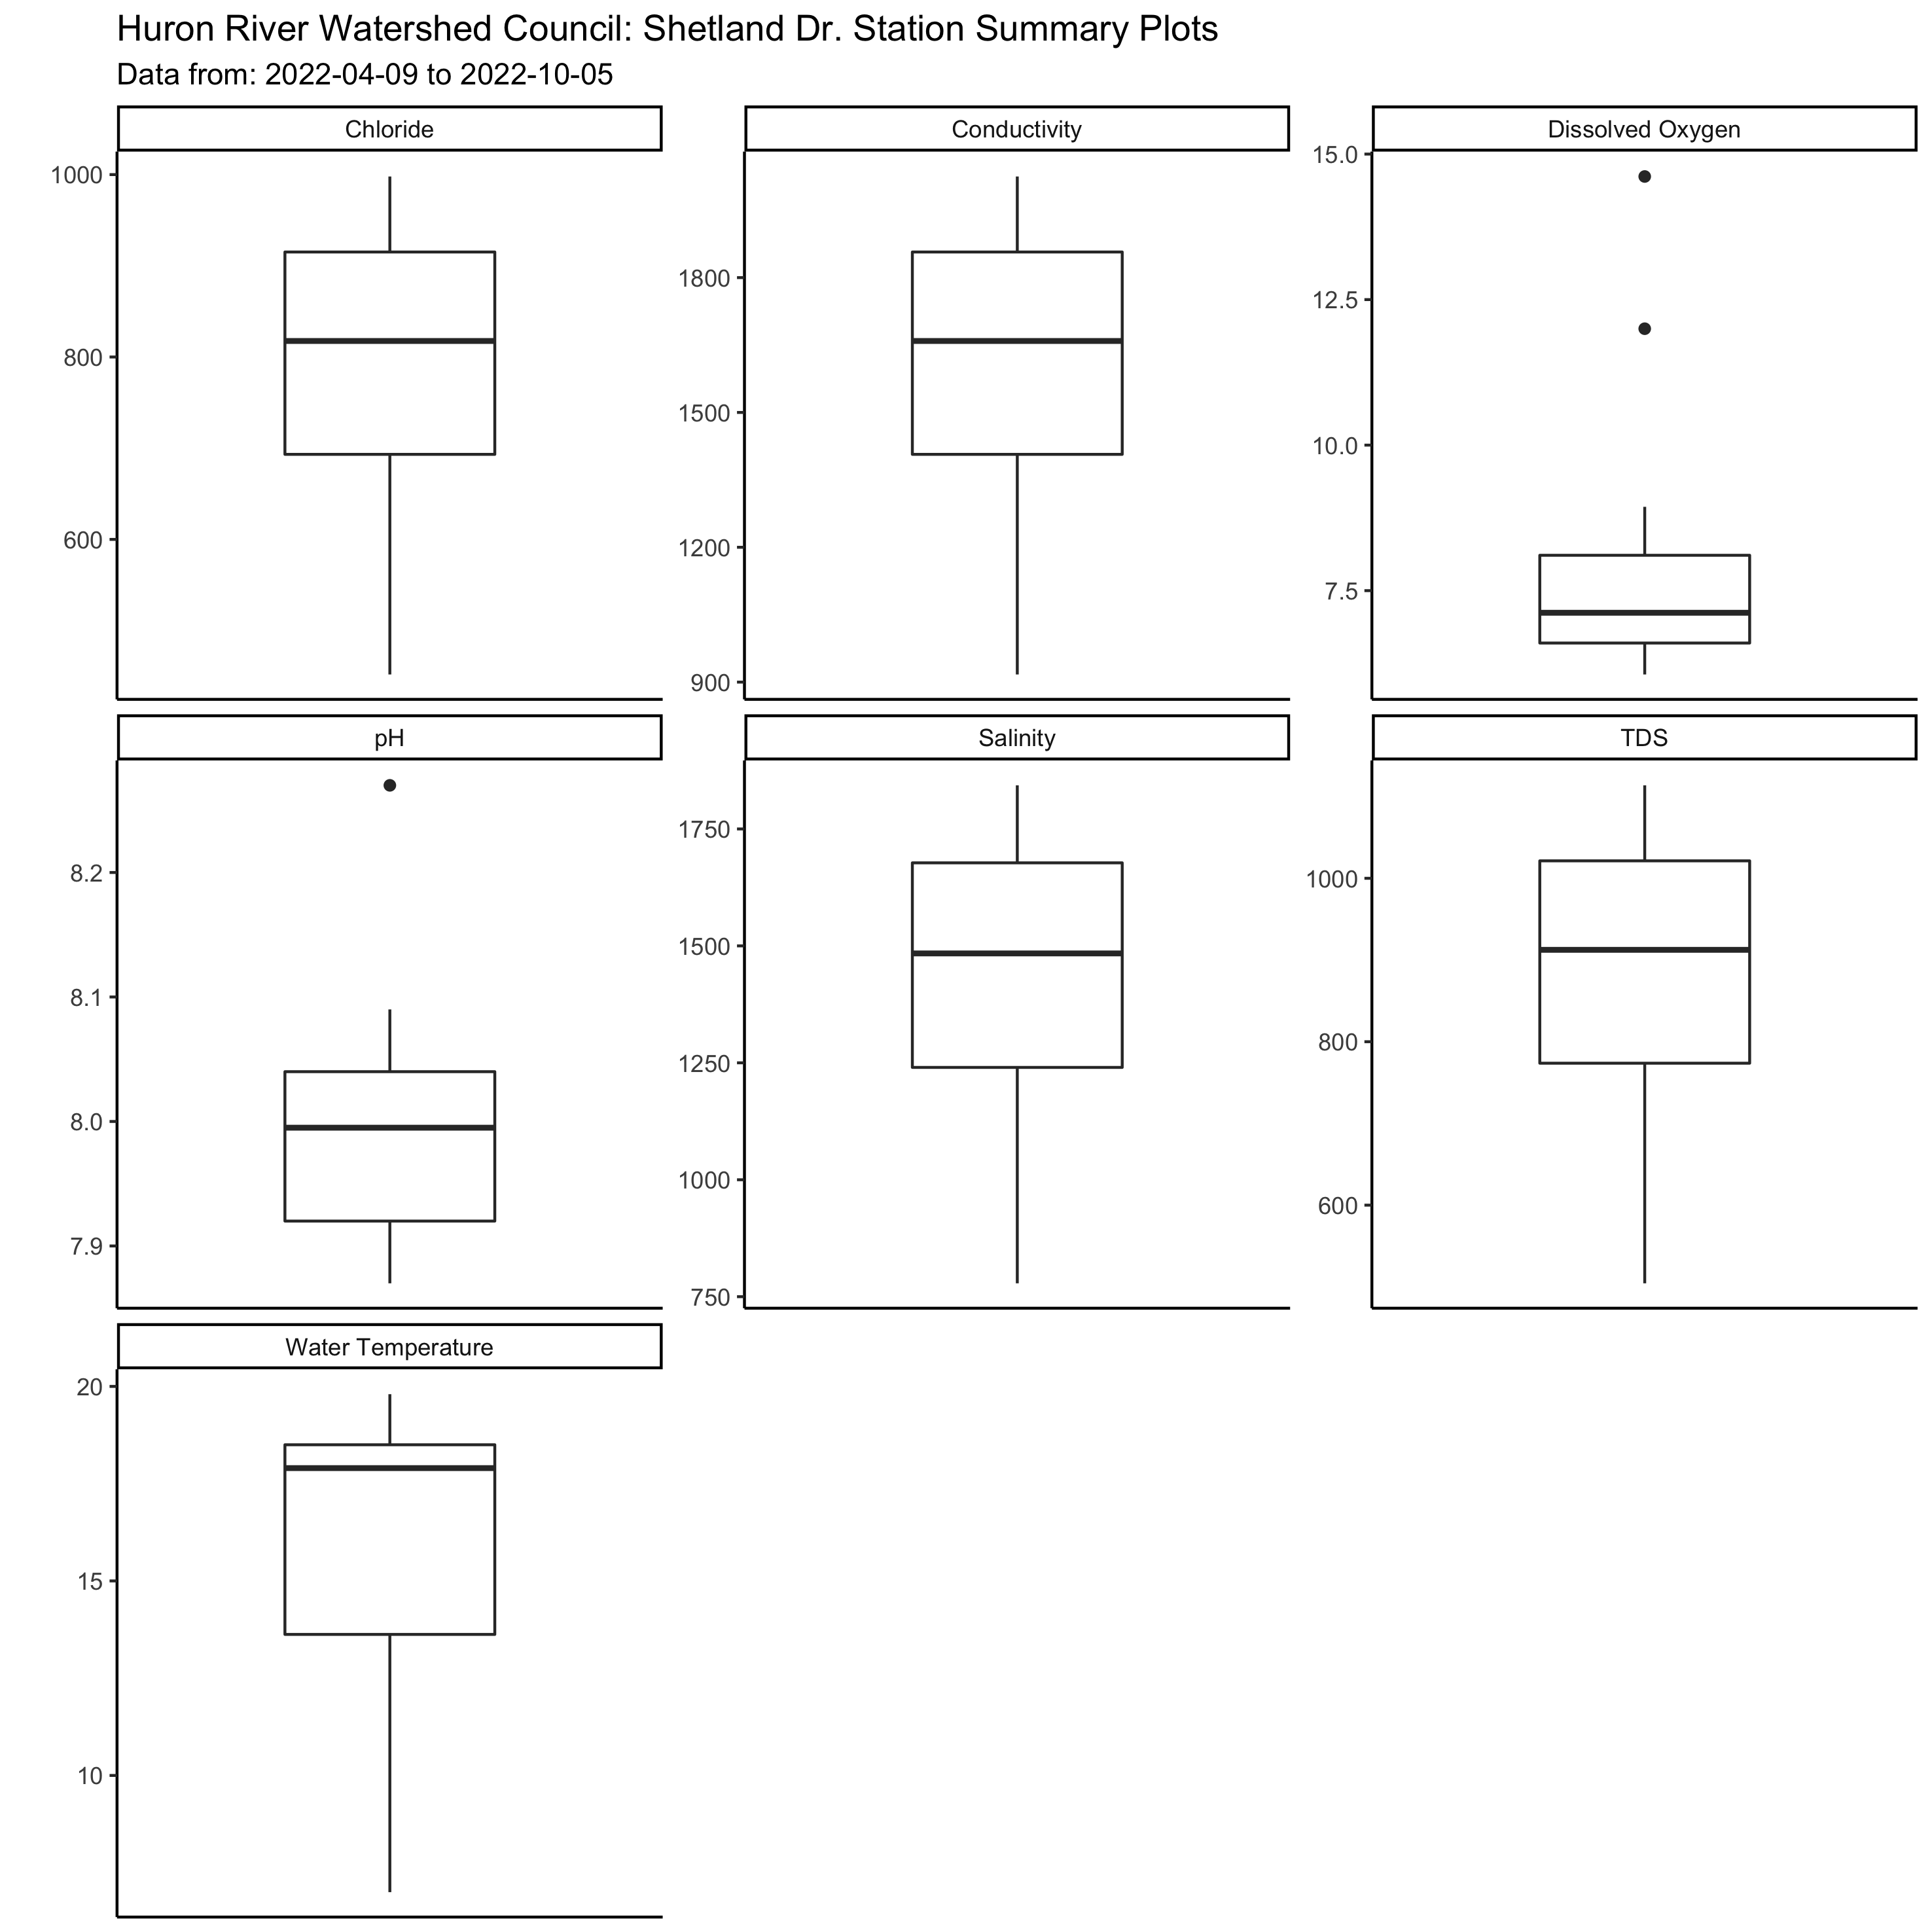 Huron River Watershed Council: Shetland Dr. Station Summary Plots
Data from: 2022-04-09 to 2022-10-05
Chloride
1000
800
600
Conductivity
1800
1500
1200
900
Dissolved Oxygen
15.0
12.5
10.0
7.5
pH
8.2
8.1
8.0
7.9
Salinity
1750
1500
1250
1000
750
TDS
1000
800
600
Water Temperature
20
15
10